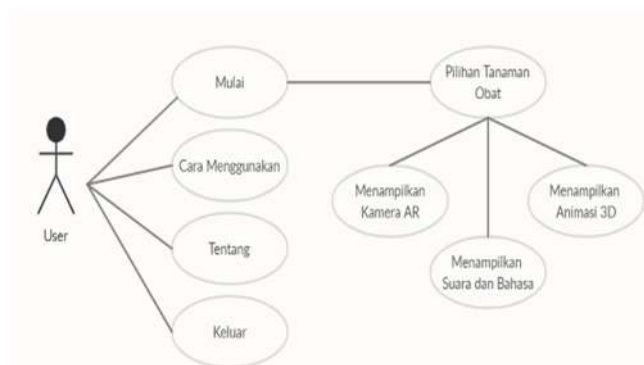 Mulai
Pilihan Tanaman
Obat
Cara Menggunakan
Menampilkan
Kamera AR
Menampilkan
Animasi 3D
User
Tentang
Menampilkan
Suara dan Bahasa
Keluar